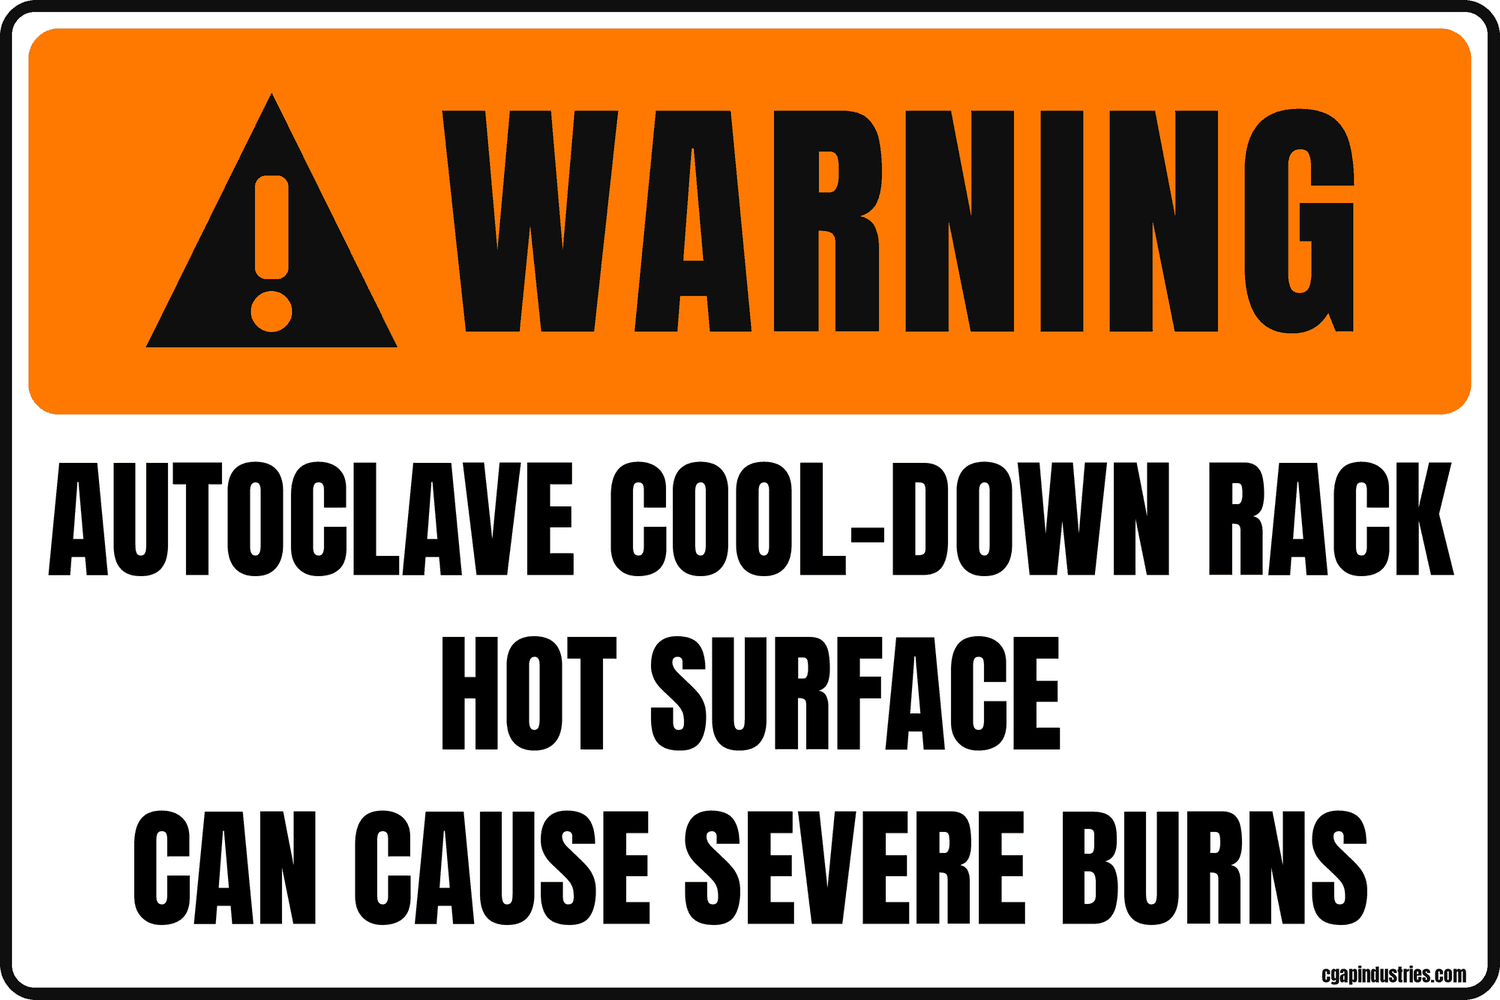 WARNING
AUTOCLAVE COOL-DOWN RACK
HOT SURFACE
CAN CAUSE SEVERE BURNS
cgapindustries.com